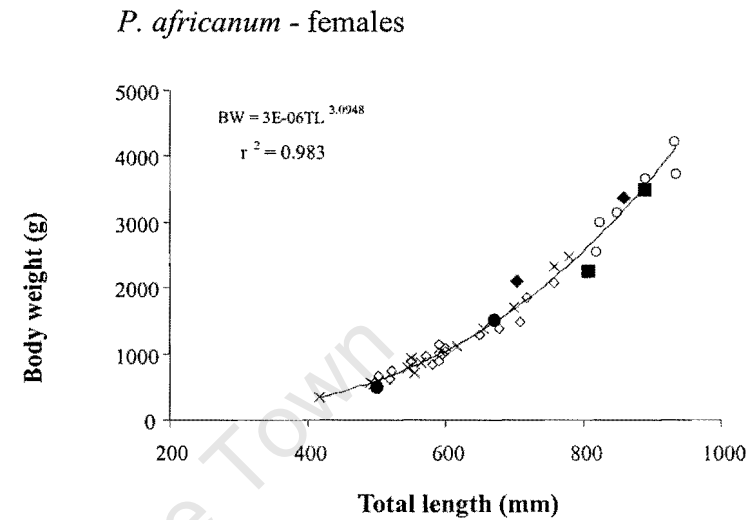 P. africanum - females
5000
BW = 3E-06TL 3.0948
r 2 = 0.983
4000
3000
2000
1000
0
Body weight (g)
200 400 600 800 1000
Total length (mm)
e Town